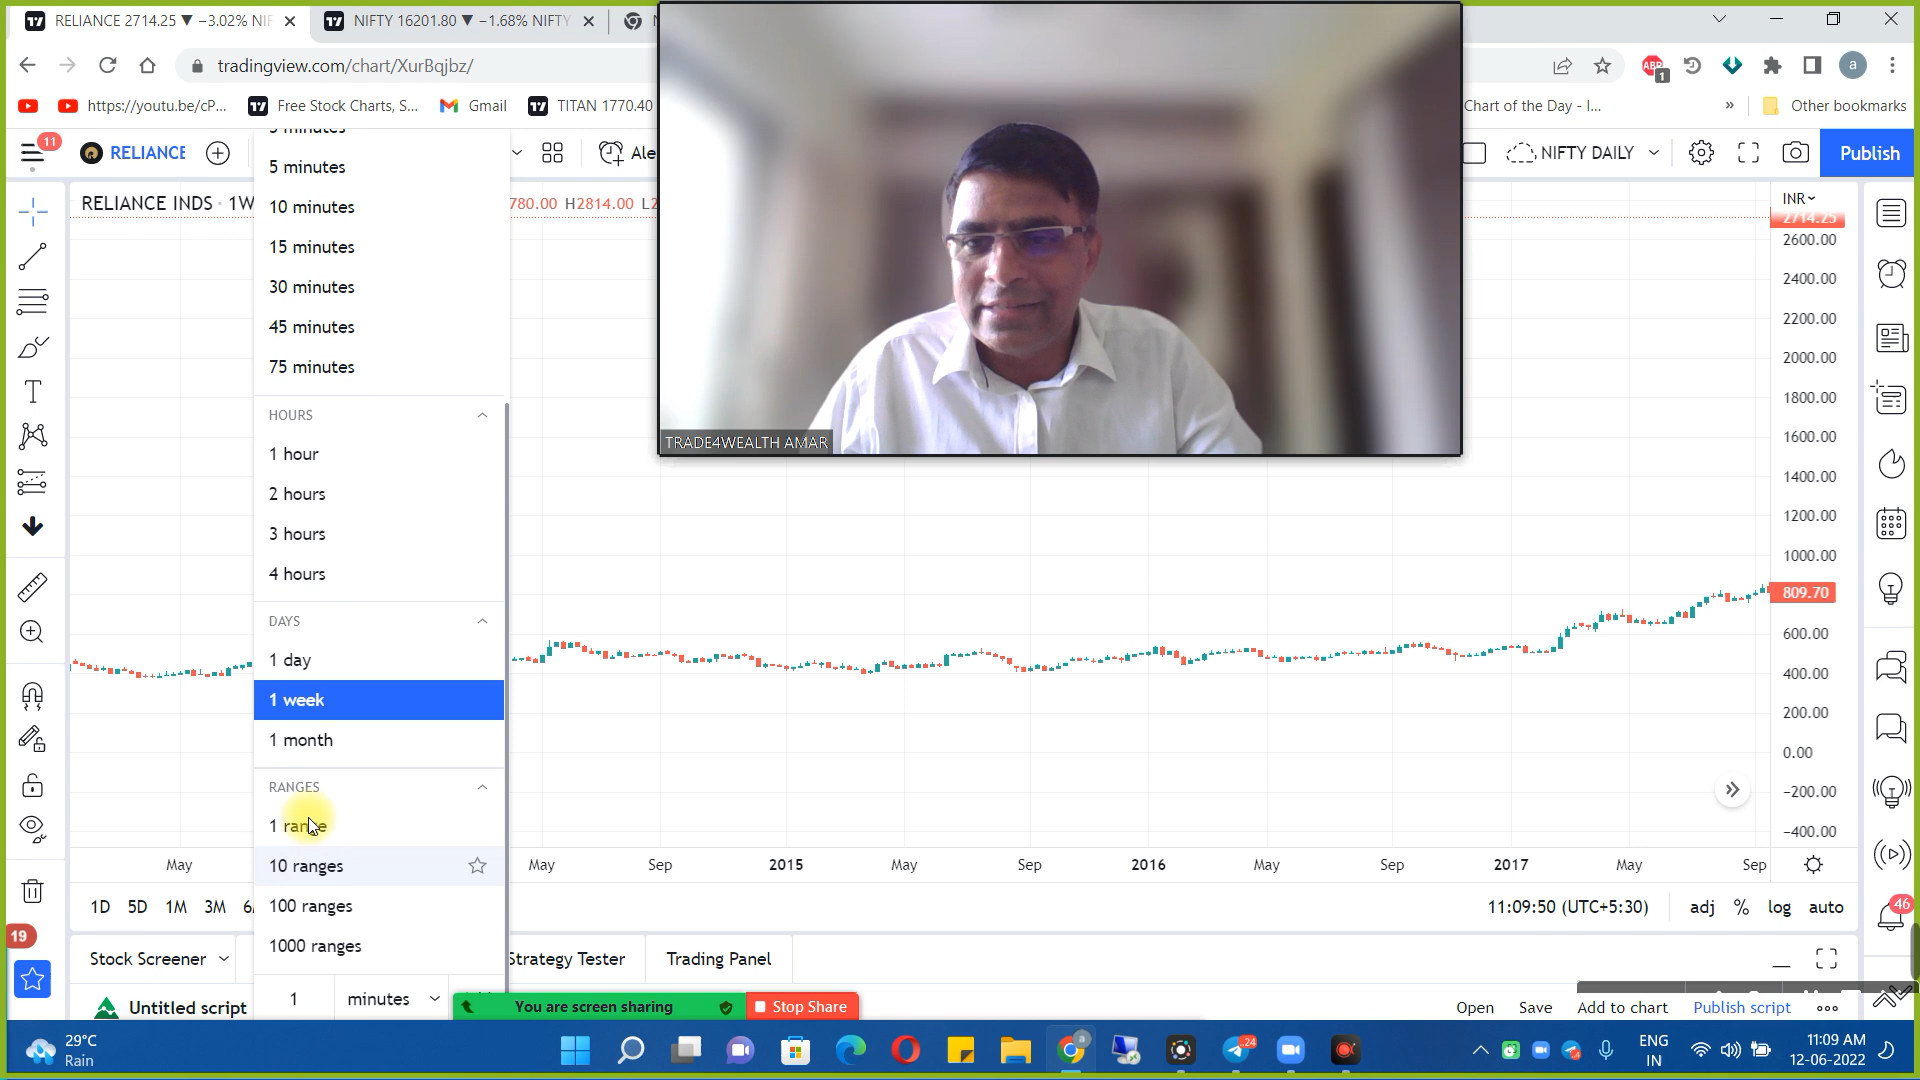 RELIANCE 2714.25 ▼ −3.02% NIF
NIFTY 16201.80 ▼ −1.68% NIFTY
tradingview.com/chart/XurBqjbz/
ABP
1
a
https://youtu.be/cP...
Free Stock Charts, S...
Gmail
TITAN 1770.40
Chart of the Day - I...
»
Other bookmarks
11
RELIANCE
Ale
NIFTY DAILY
Publish
RELIANCE INDS · 1W
780.00 H2814.00 L2
INR
2714.25
5 minutes
10 minutes
15 minutes
30 minutes
45 minutes
75 minutes
HOURS
1 hour
2 hours
3 hours
4 hours
DAYS
1 day
1 week
1 month
RANGES
1 range
10 ranges
100 ranges
1000 ranges
1
minutes
TRADE4WEALTH AMAR
2600.00
2400.00
2200.00
2000.00
1800.00
1600.00
1400.00
1200.00
1000.00
809.70
600.00
400.00
200.00
0.00
−200.00
−400.00
May
May
Sep
2015
May
Sep
2016
May
Sep
2017
May
Sep
1D 5D 1M 3M
11:09:50 (UTC+5:30)
adj % log auto
46
19
Stock Screener
Strategy Tester
Trading Panel
Untitled script
You are screen sharing
Stop Share
Open
Save
Add to chart
Publish script
29°C
Rain
24
ENG
IN
11:09 AM
12-06-2022